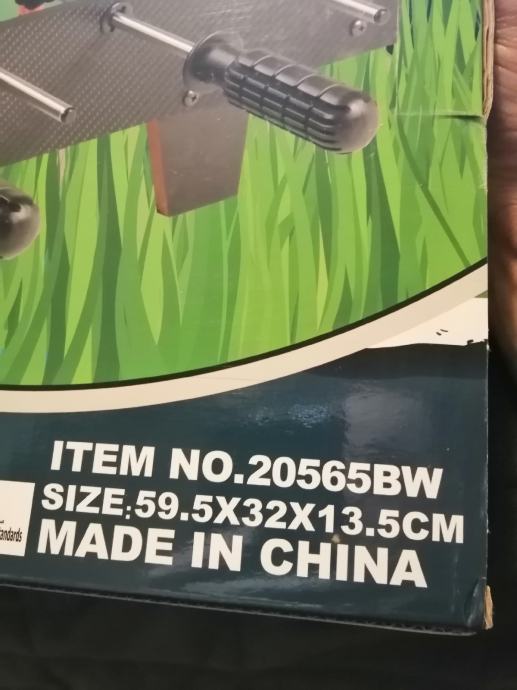 ITEM NO.20565BW
SIZE:59.5X32X13.5CM
MADE IN CHINA